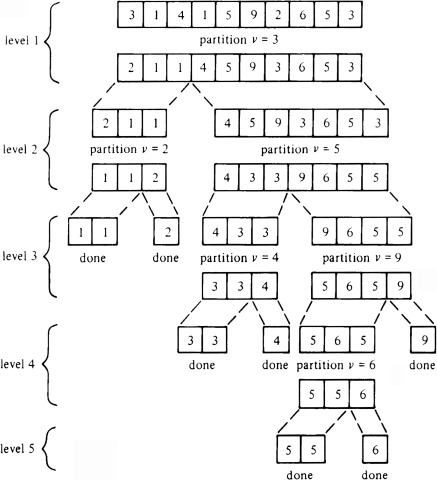 3 1 4 1 5 9 2 6 5 3
level 1
partition v = 3
2 1 1 4 5 9 3 6 5 3
2 1 1 4 5 9 3 6 5 3
level 2
partition v = 2 partition v = 5
1 1 2 4 3 3 9 6 5 5
1 1 2 4 3 3 9 6 5 5
level 3
done done partition v = 4 partition v = 9
3 3 4 5 6 5 9
3 3 4 5 6 5 9
level 4
done done partition v = 6 done
5 5 6
5 5 6
level 5
done done